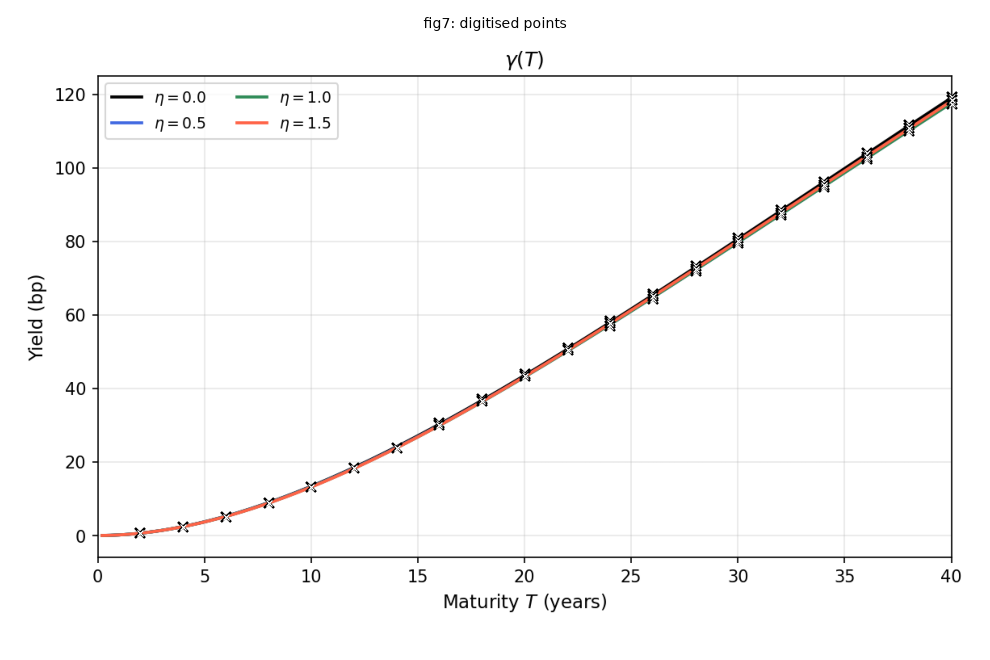 fig7: digitised points
γ(T)
η = 0.0
η = 0.5
η = 1.0
η = 1.5
Yield (bp)
120
100
80
60
40
20
0
0 5 10 15 20 25 30 35 40
Maturity T (years)